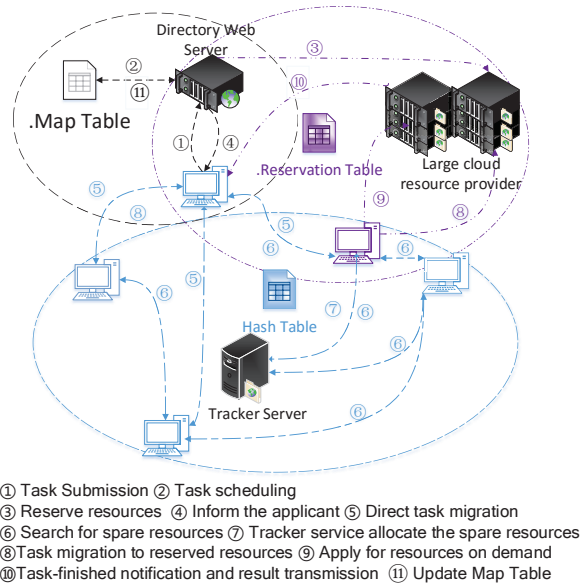 Directory Web
Server
②
③
⑪
⑩
.Map Table
①
④
.Reservation Table
Large cloud
resource provider
⑤
⑧
⑤
⑨
⑧
⑥
⑥
⑤
⑥
Hash Table
⑦
⑥
⑥
Tracker Server
⑥
① Task Submission ② Task scheduling
③ Reserve resources ④ Inform the applicant ⑤ Direct task migration
⑥ Search for spare resources ⑦ Tracker service allocate the spare resources
⑧Task migration to reserved resources ⑨ Apply for resources on demand
⑩Task-finished notification and result transmission ⑪ Update Map Table